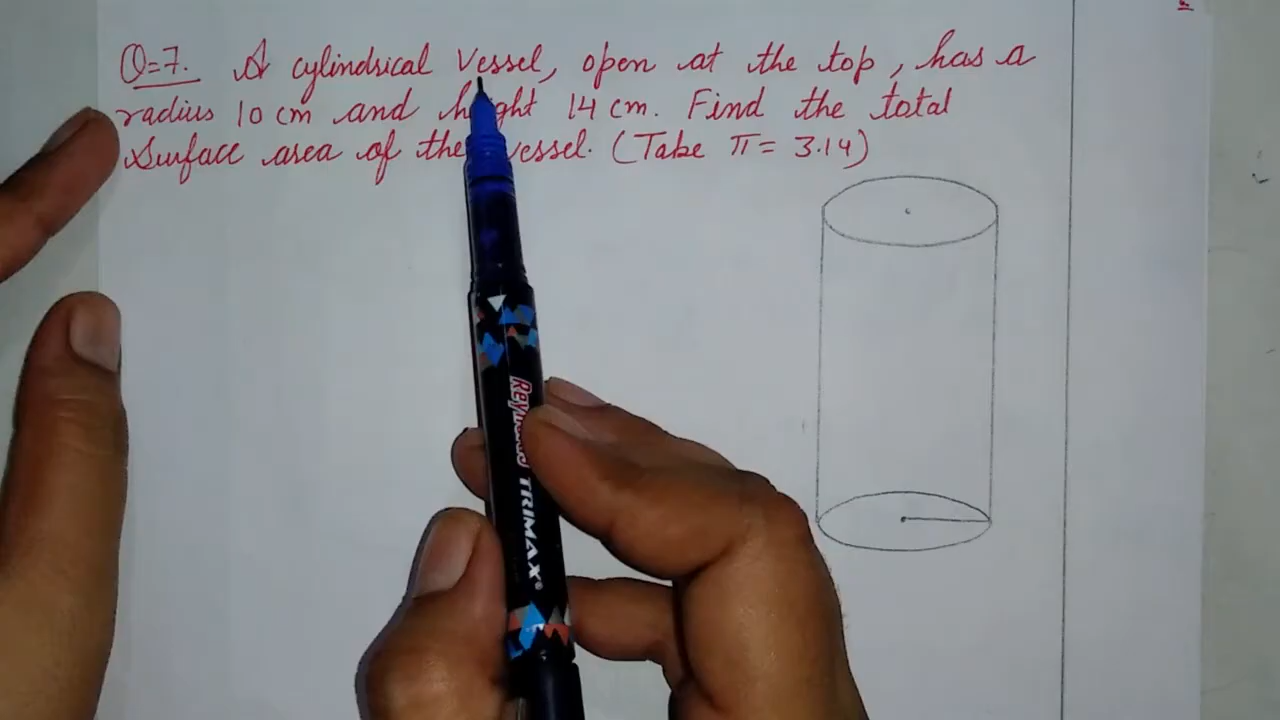 Q=7. A cylindrical Vessel, open at the top, has a
radius 10 cm and height 14 cm. Find the total
Surface area of the vessel. (Take π = 3.14)
Reynolds TRIMAX